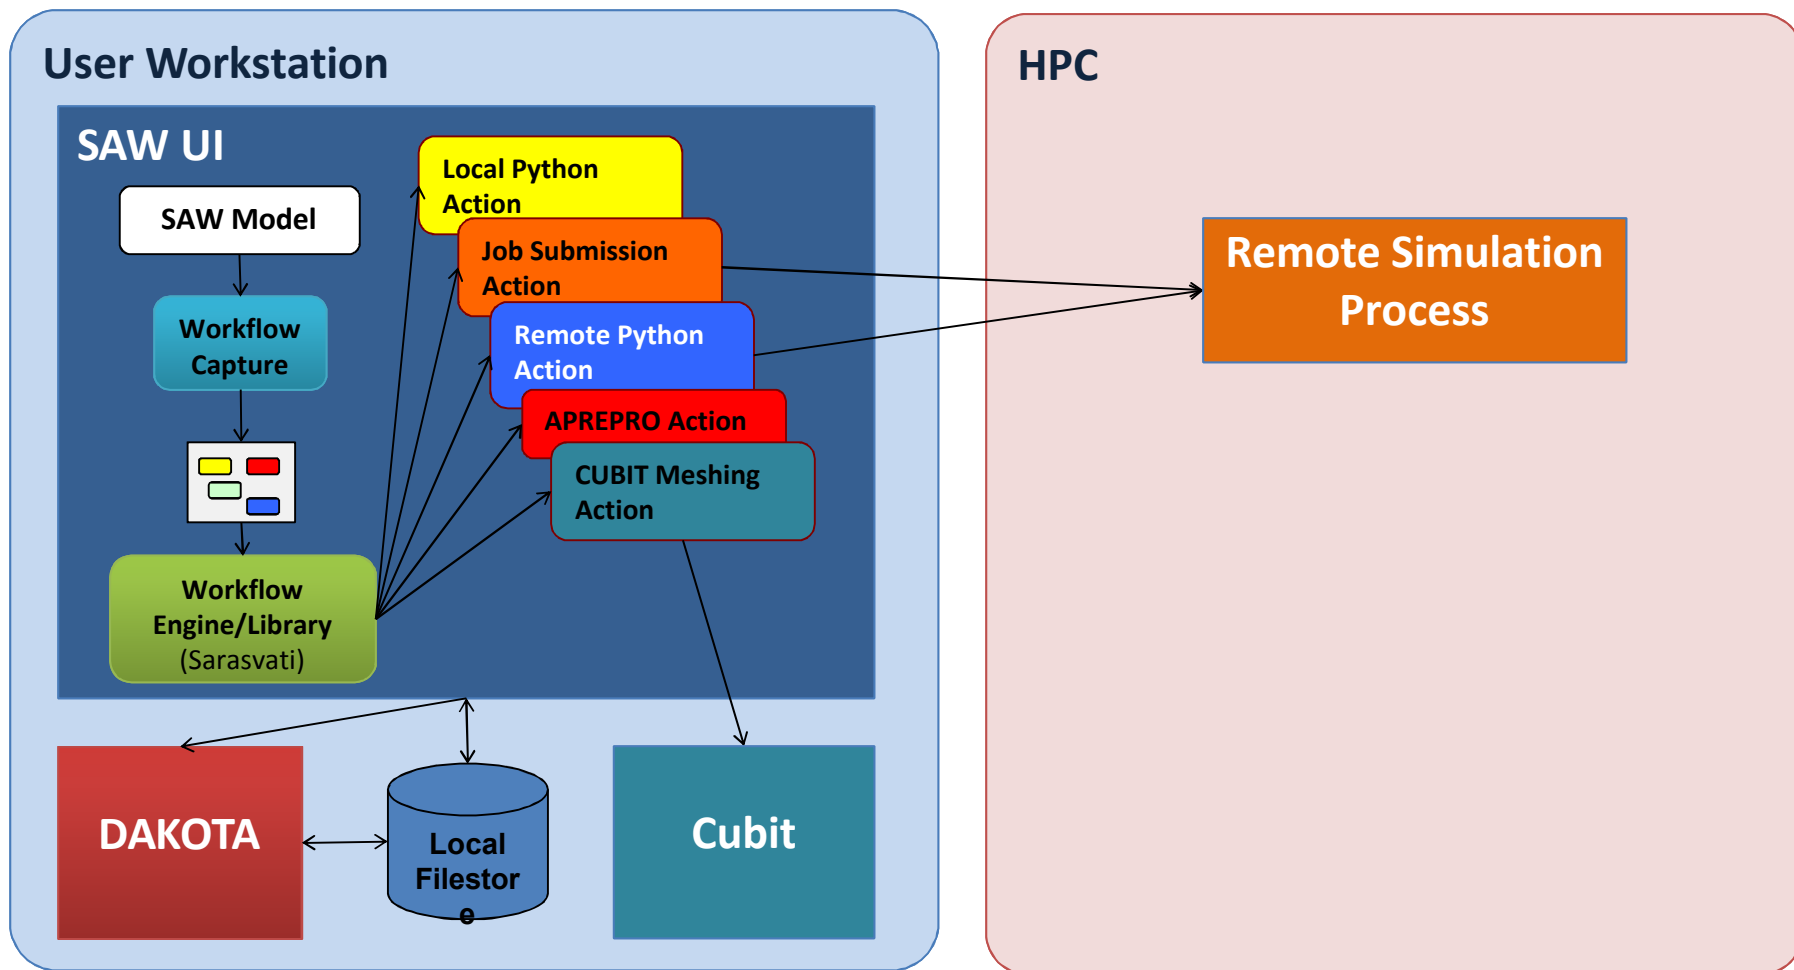 User Workstation
SAW UI
SAW Model
Workflow
Capture
Workflow
Engine/Library
(Sarasvati)
Local Python
Action
Job Submission
Action
Remote Python
Action
APREPRO Action
CUBIT Meshing
Action
DAKOTA
Local
Filestor
e
Cubit
HPC
Remote Simulation
Process